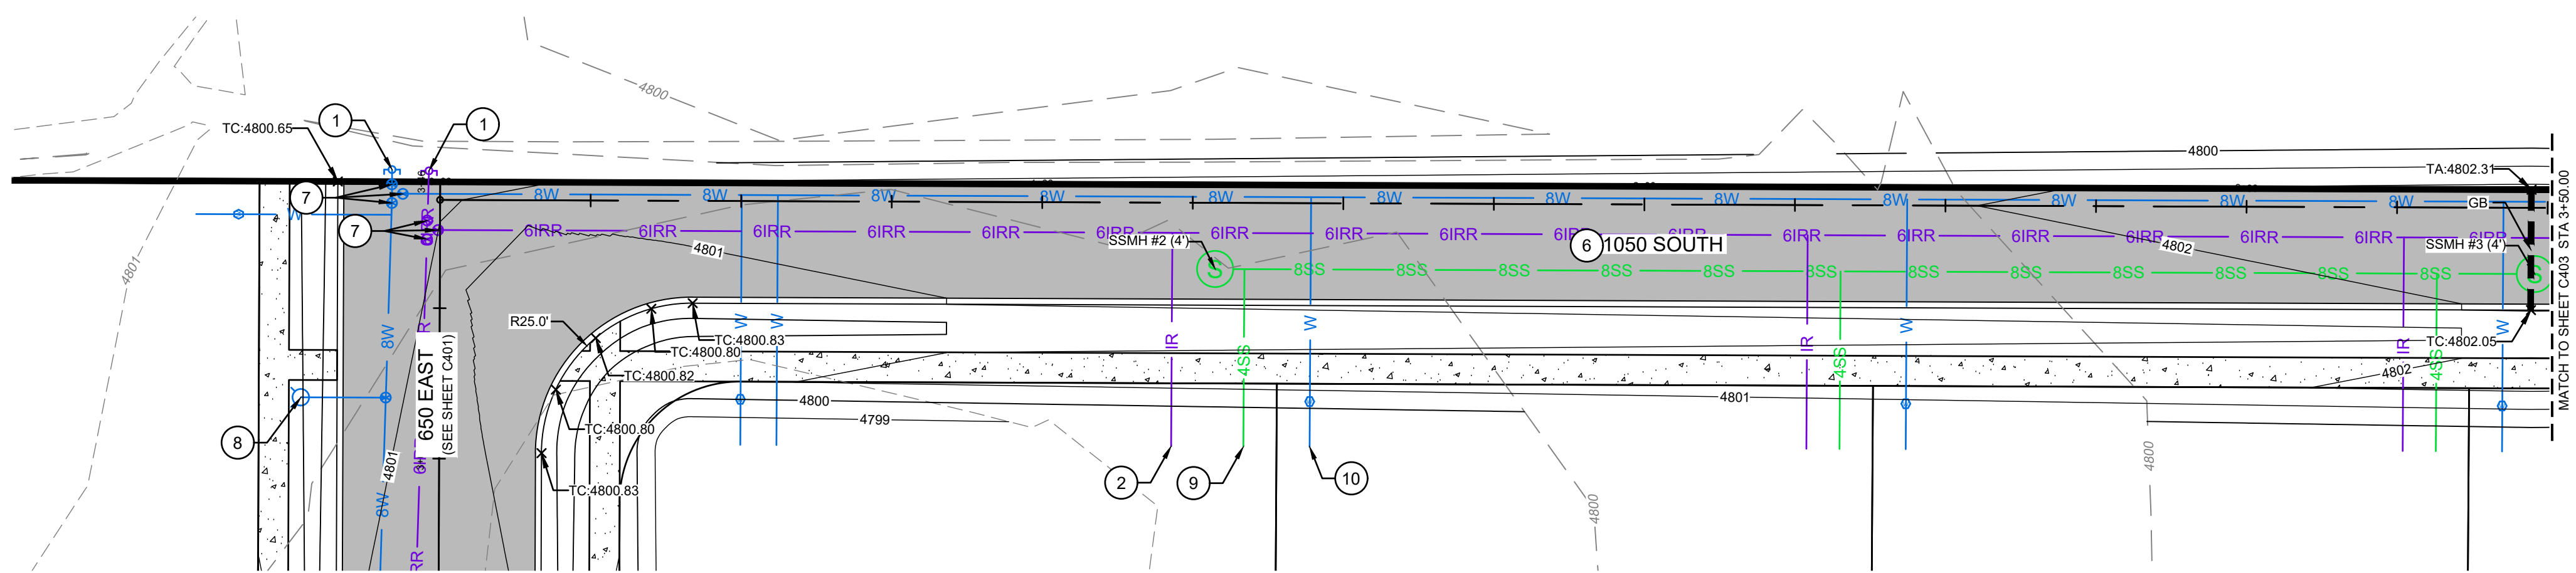 4800
TC:4800.65
1
1
4800
TA:4802.31
7
8W 8W 8W 8W 8W 8W 8W 8W 8W 8W 8W 8W
GB
W
7
6IRR 6IRR 6IRR 6IRR 6IRR 6IRR 6IRR 6IRR 6IRR 6IRR 6IRR 6IRR 6IRR 6IRR 6IRR 6IRR 6IRR 6IRR
SSMH #2 (4')
6
1050 SOUTH
4802
SSMH #3 (4')
4801
4801
S
8SS 8SS 8SS 8SS 8SS 8SS 8SS 8SS 8SS 8SS 8SS 8SS
S
MATCH TO SHEET C403 STA 3+50.00
R25.0'
8W
W
W
IR
4SS
W
IR
4SS
W
IR
4SS
W
TC:4800.83
TC:4800.80
TC:4802.05
TC:4800.82
4802
650 EAST
(SEE SHEET C401)
4800
4801
4799
TC:4800.80
8
4801
4800
TC:4800.83
2
9
10
8W
4800